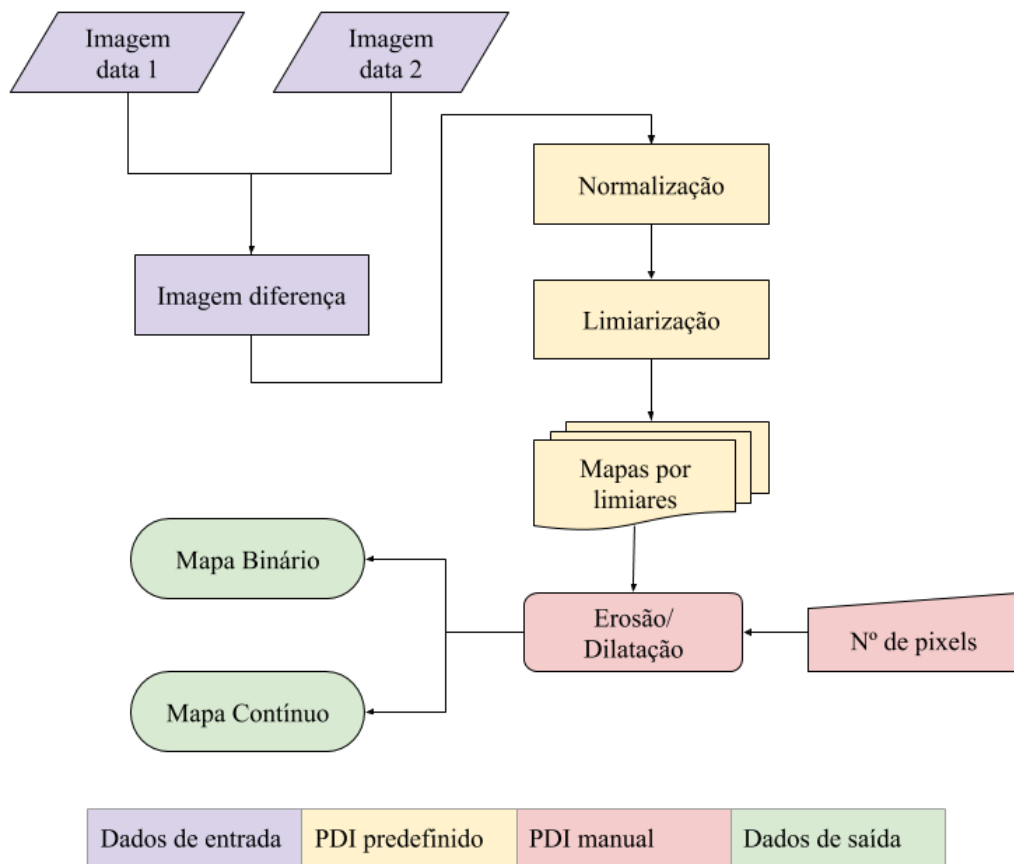 Imagem
data 1
Imagem
data 2
Normalização
Imagem diferença
Limiarização
Mapas por
limiares
Mapa Binário
Erosão/
Dilatação
Nº de pixels
Mapa Contínuo
Dados de entrada
PDI predefinido
PDI manual
Dados de saída